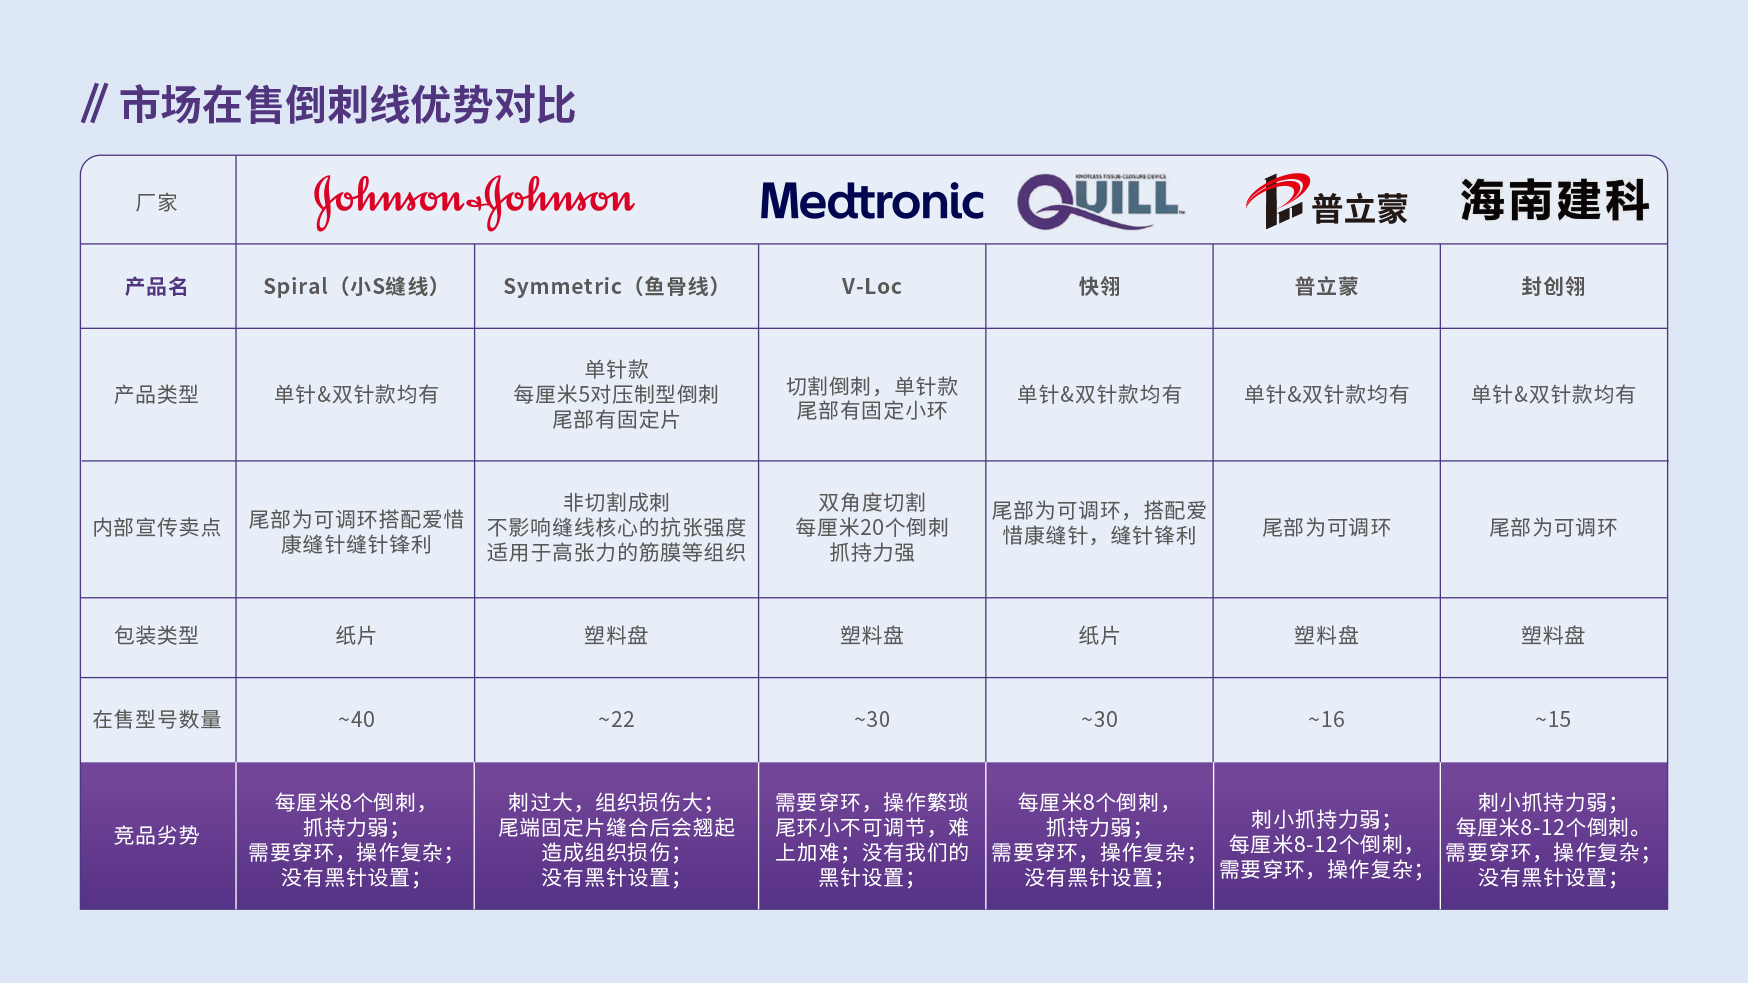 // 市场在售倒刺线优势对比
厂家
Johnson & Johnson
Medtronic
KNOTLESS TISSUE-CLOSURE DEVICE
QUILL™
普立蒙
海南建科
产品名
Spiral（小S缝线）
Symmetric（鱼骨线）
V-Loc
快翎
普立蒙
封创翎
产品类型
单针&双针款均有
单针款
每厘米5对压制型倒刺
尾部有固定片
切割倒刺，单针款
尾部有固定小环
单针&双针款均有
单针&双针款均有
单针&双针款均有
内部宣传卖点
尾部为可调环搭配爱惜
康缝针缝针锋利
非切割成刺
不影响缝线核心的抗张强度
适用于高张力的筋膜等组织
双角度切割
每厘米20个倒刺
抓持力强
尾部为可调环，搭配爱
惜康缝针，缝针锋利
尾部为可调环
尾部为可调环
包装类型
纸片
塑料盘
塑料盘
纸片
塑料盘
塑料盘
在售型号数量
~40
~22
~30
~30
~16
~15
竞品劣势
每厘米8个倒刺，
抓持力弱；
需要穿环，操作复杂；
没有黑针设置；
刺过大，组织损伤大；
尾端固定片缝合后会翘起
造成组织损伤；
没有黑针设置；
需要穿环，操作繁琐
尾环小不可调节，难
上加难；没有我们的
黑针设置；
每厘米8个倒刺，
抓持力弱；
需要穿环，操作复杂；
没有黑针设置；
刺小抓持力弱；
每厘米8-12个倒刺，
需要穿环，操作复杂；
刺小抓持力弱；
每厘米8-12个倒刺。
需要穿环，操作复杂；
没有黑针设置；